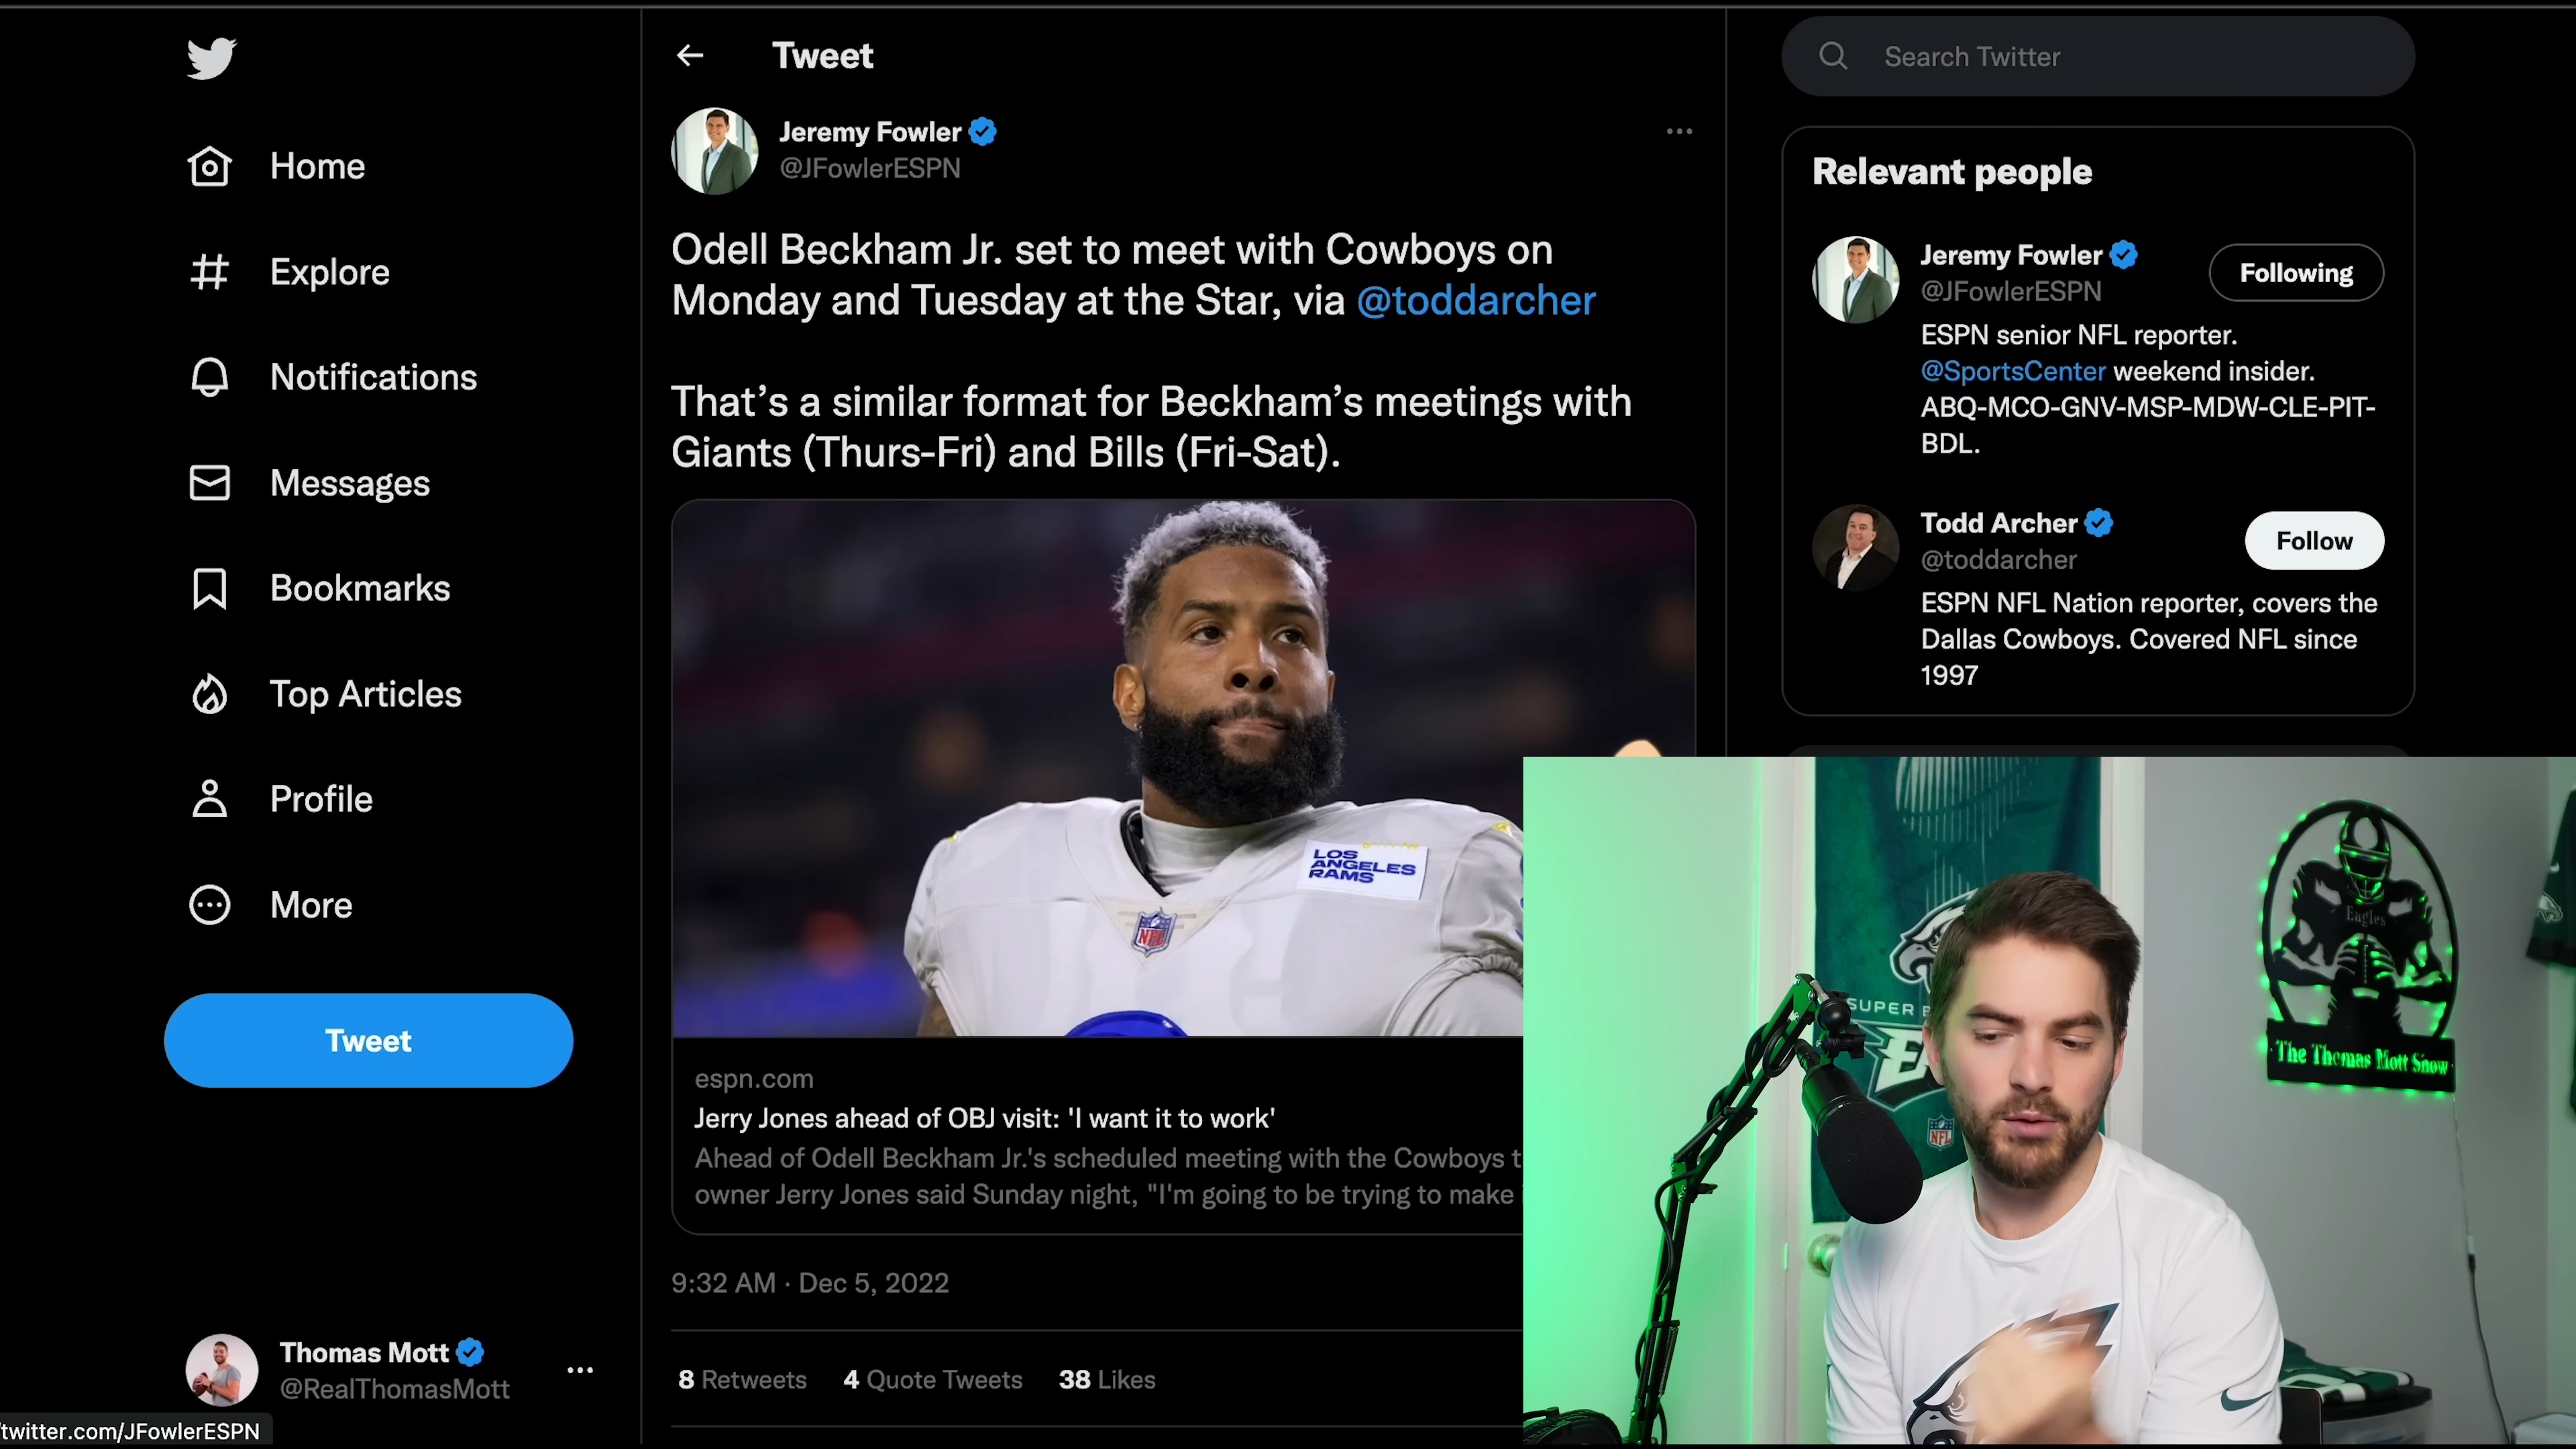 Home
Explore
Notifications
Messages
Bookmarks
Top Articles
Profile
More
Tweet
Thomas Mott
@RealThomasMott
twitter.com/JFowlerESPN
Tweet
Jeremy Fowler
@JFowlerESPN
Odell Beckham Jr. set to meet with Cowboys on
Monday and Tuesday at the Star, via @toddarcher
That’s a similar format for Beckham’s meetings with
Giants (Thurs-Fri) and Bills (Fri-Sat).
LOS
ANGELES
RAMS
NFL
espn.com
Jerry Jones ahead of OBJ visit: 'I want it to work'
Ahead of Odell Beckham Jr.'s scheduled meeting with the Cowboys t
owner Jerry Jones said Sunday night, "I'm going to be trying to make
9:32 AM · Dec 5, 2022
8 Retweets 4 Quote Tweets 38 Likes
Search Twitter
Relevant people
Jeremy Fowler
@JFowlerESPN
Following
ESPN senior NFL reporter.
@SportsCenter weekend insider.
ABQ-MCO-GNV-MSP-MDW-CLE-PIT-
BDL.
Todd Archer
@toddarcher
Follow
ESPN NFL Nation reporter, covers the
Dallas Cowboys. Covered NFL since
1997
SUPER B
E
NFL
Eagles
The Thomas Mott Show